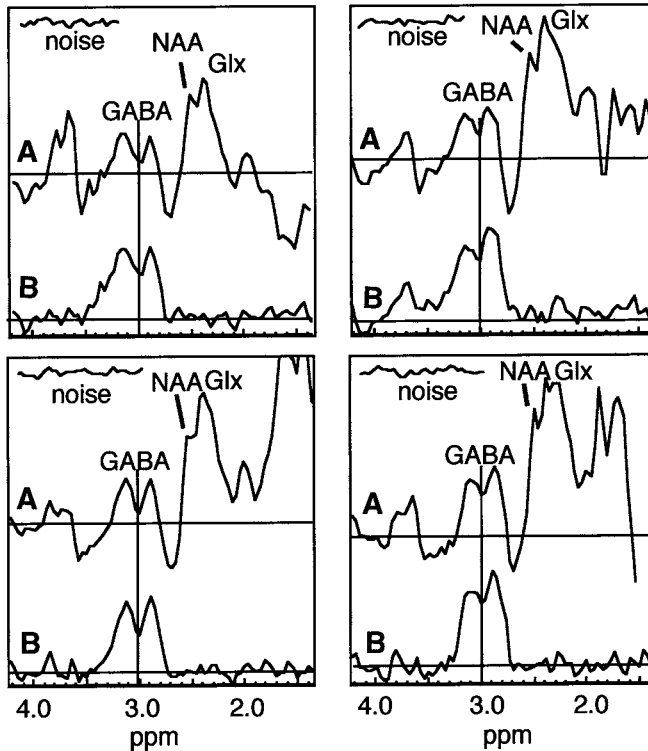 noise
NAA
Glx
GABA
A
B
noise
NAA
Glx
GABA
A
B
noise
NAA Glx
GABA
A
B
4.0 3.0 2.0
ppm
noise
NAA Glx
GABA
A
B
4.0 3.0 2.0
ppm